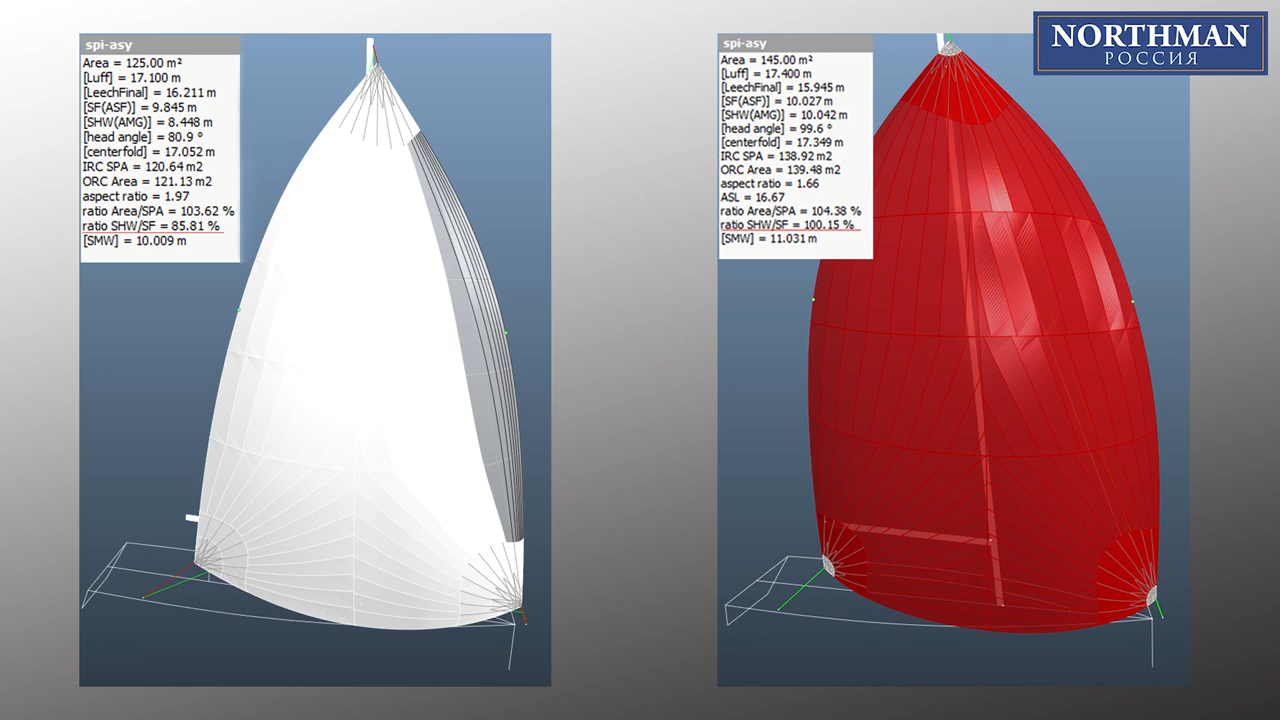 spi-asy
Area = 125.00 m²
[Luff] = 17.100 m
[LeechFinal] = 16.211 m
[SF(ASF)] = 9.845 m
[SHW(AMG)] = 8.448 m
[head angle] = 80.9 °
[centerfold] = 17.052 m
IRC SPA = 120.64 m2
ORC Area = 121.13 m2
aspect ratio = 1.97
ratio Area/SPA = 103.62 %
ratio SHW/SF = 85.81 %
[SMW] = 10.009 m
spi-asy
Area = 145.00 m²
[Luff] = 17.400 m
[LeechFinal] = 15.945 m
[SF(ASF)] = 10.027 m
[SHW(AMG)] = 10.042 m
[head angle] = 99.6 °
[centerfold] = 17.349 m
IRC SPA = 138.92 m2
ORC Area = 139.48 m2
aspect ratio = 1.66
ASL = 16.67
ratio Area/SPA = 104.38 %
ratio SHW/SF = 100.15 %
[SMW] = 11.031 m
NORTHMAN
РОССИЯ